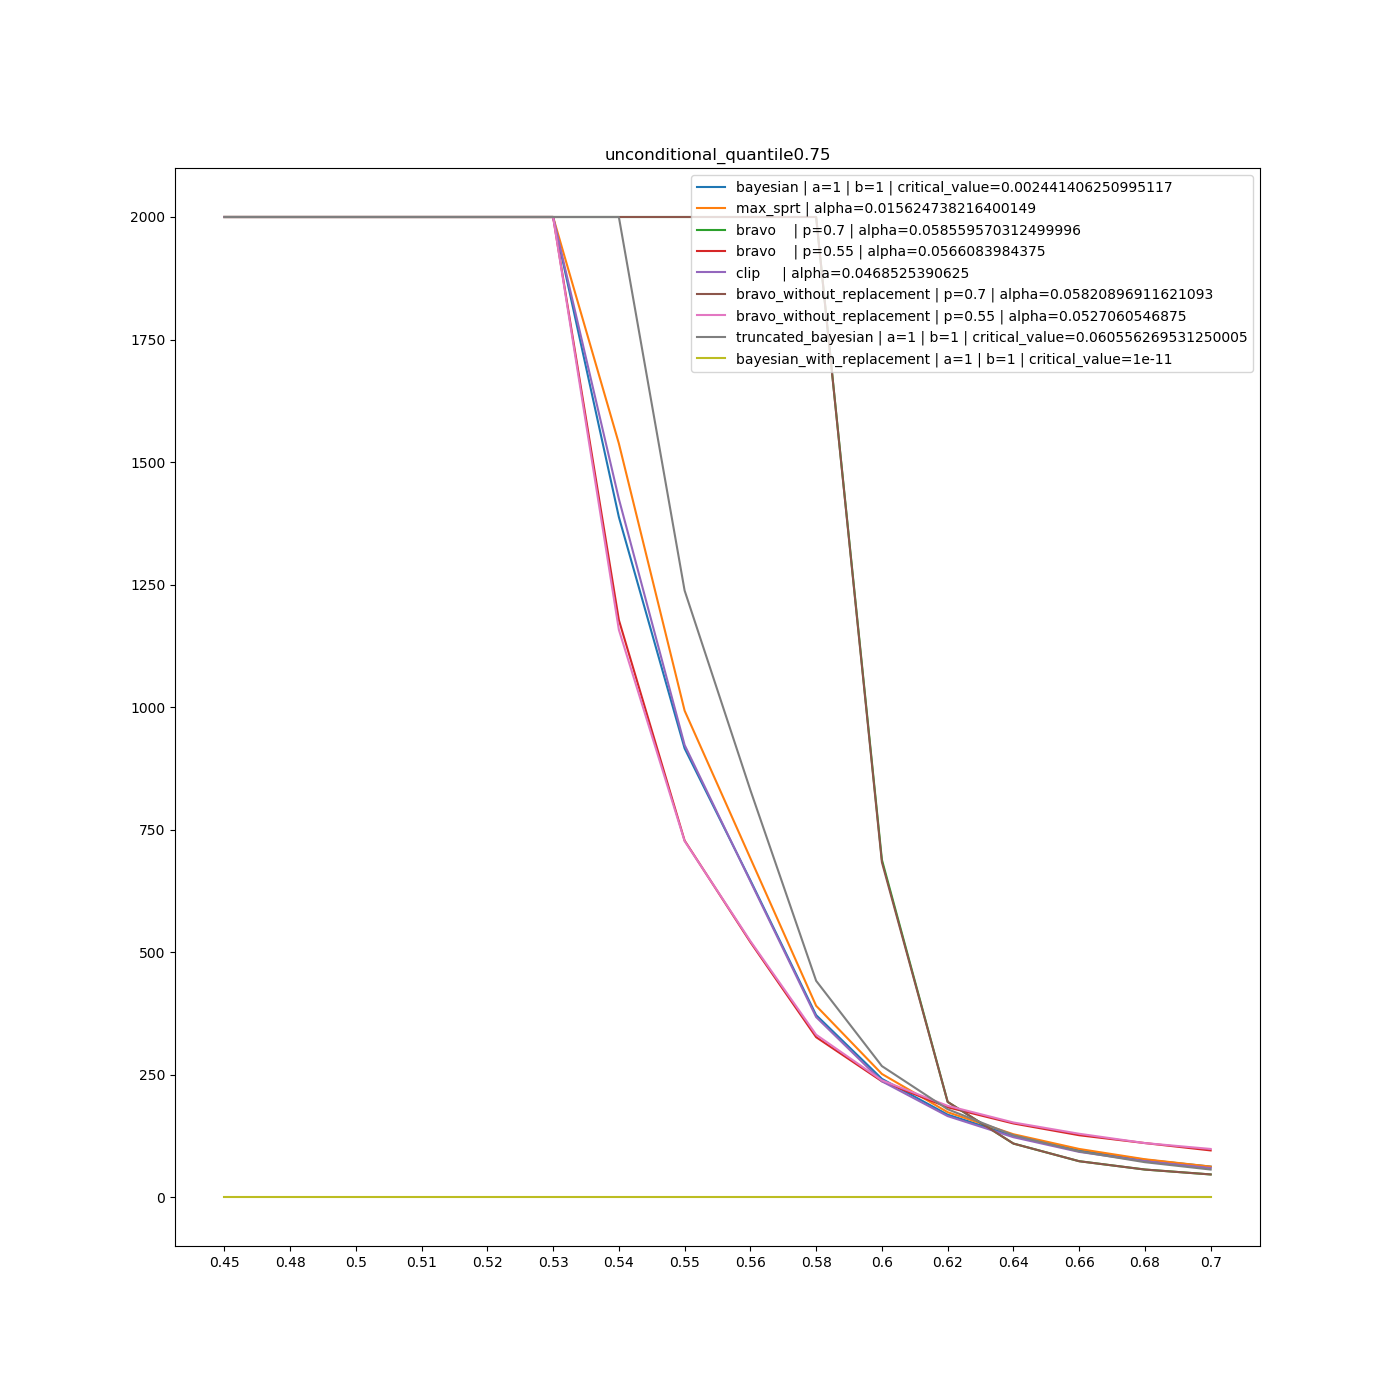 unconditional_quantile0.75
bayesian | a=1 | b=1 | critical_value=0.002441406250995117
max_sprt | alpha=0.015624738216400149
bravo    | p=0.7 | alpha=0.058559570312499996
bravo    | p=0.55 | alpha=0.0566083984375
clip     | alpha=0.0468525390625
bravo_without_replacement | p=0.7 | alpha=0.05820896911621093
bravo_without_replacement | p=0.55 | alpha=0.0527060546875
truncated_bayesian | a=1 | b=1 | critical_value=0.060556269531250005
bayesian_with_replacement | a=1 | b=1 | critical_value=1e-11
2000
1750
1500
1250
1000
750
500
250
0
0.45 0.48 0.5 0.51 0.52 0.53 0.54 0.55 0.56 0.58 0.6 0.62 0.64 0.66 0.68 0.7